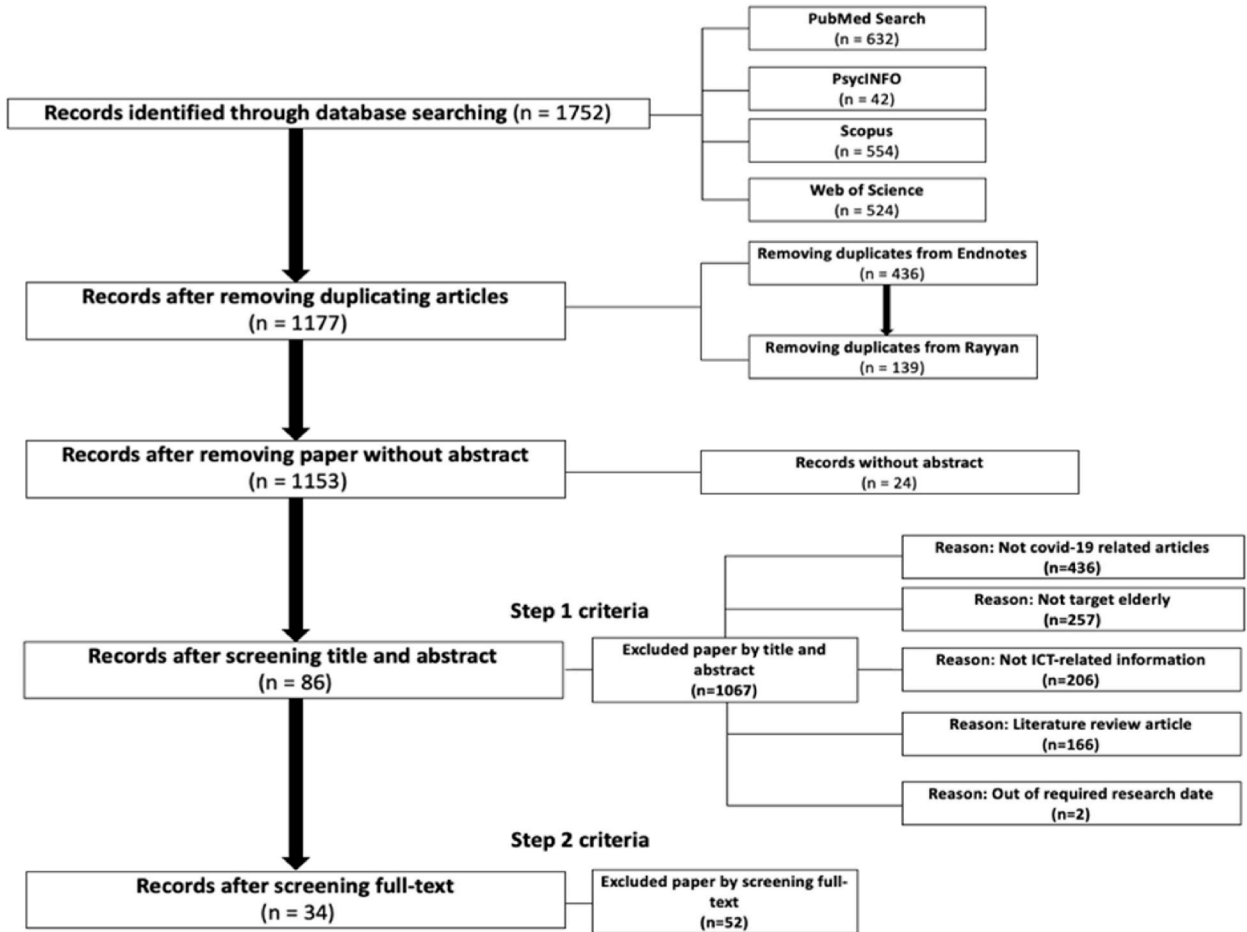 PubMed Search
(n = 632)
PsycINFO
(n = 42)
Records identified through database searching (n = 1752)
Scopus
(n = 554)
Web of Science
(n = 524)
Removing duplicates from Endnotes
(n = 436)
Records after removing duplicating articles
(n = 1177)
Removing duplicates from Rayyan
(n = 139)
Records after removing paper without abstract
(n = 1153)
Records without abstract
(n = 24)
Reason: Not covid-19 related articles
(n=436)
Reason: Not target elderly
(n=257)
Step 1 criteria
Records after screening title and abstract
(n = 86)
Excluded paper by title and
abstract
(n=1067)
Reason: Not ICT-related information
(n=206)
Reason: Literature review article
(n=166)
Reason: Out of required research date
(n=2)
Step 2 criteria
Records after screening full-text
(n = 34)
Excluded paper by screening full-
text
(n=52)